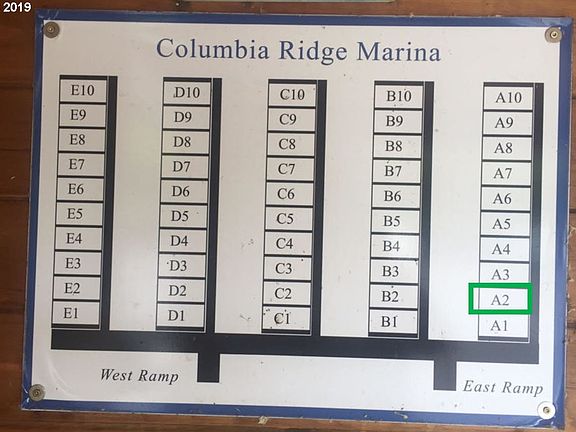 2019
Columbia Ridge Marina
E10 D10 C10 B10 A10
E9 D9 C9 B9 A9
E8 D8 C8 B8 A8
E7 D7 C7 B7 A7
E6 D6 C6 B6 A6
E5 D5 C5 B5 A5
E4 D4 C4 B4 A4
E3 D3 C3 B3 A3
E2 D2 C2 B2 A2
E1 D1 C1 B1 A1
West Ramp
East Ramp